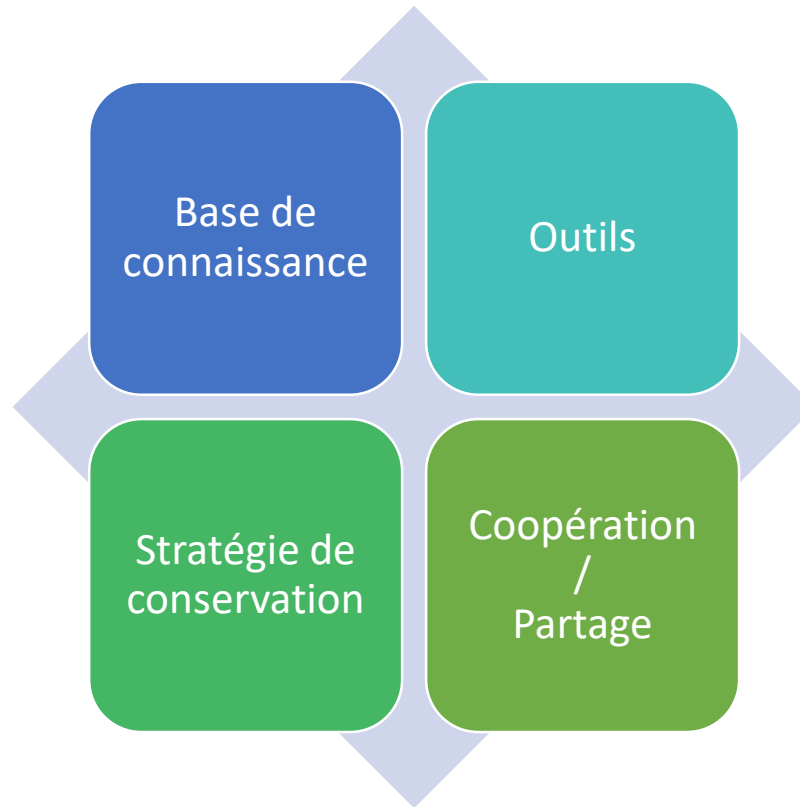 Base de
connaissance
Outils
Stratégie de
conservation
Coopération
/
Partage